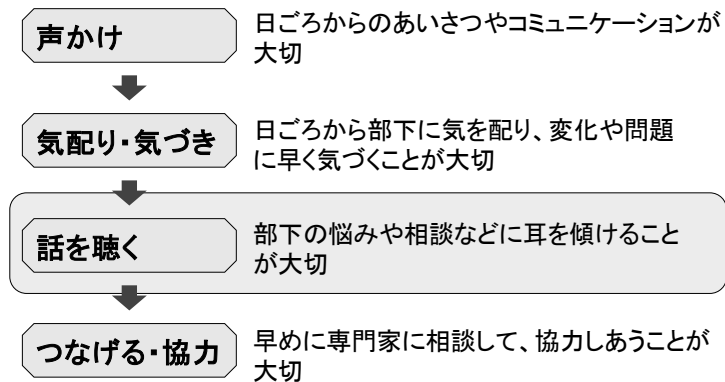 声かけ
日ごろからのあいさつやコミュニケーションが
大切
気配り・気づき
日ごろから部下に気を配り、変化や問題
に早く気づくことが大切
話を聴く
部下の悩みや相談などに耳を傾けること
が大切
つなげる・協力
早めに専門家に相談して、協力しあうことが
大切